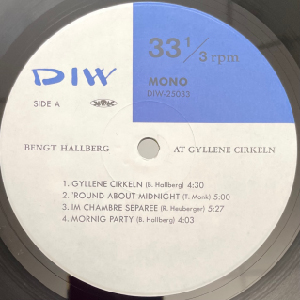 33 1/3 rpm
DIW
MONO
DIW-25033
SIDE A
BENGT HALLBERG AT GYLLENE CIRKELN
1. GYLLENE CIRKELN (B. Hallberg) 4:30
2. 'ROUND ABOUT MIDNIGHT (T. Monk) 5:00
3. IM CHAMBRE SEPAREE (R. Heuberger) 5:27
4. MORNIG PARTY (B. Hallberg) 4:03